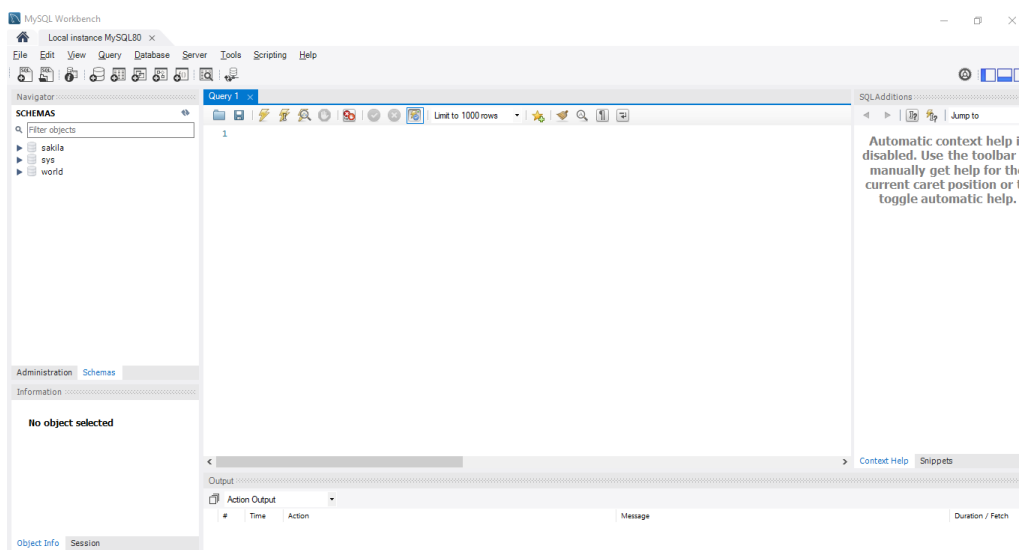 MySQL Workbench
Local instance MySQL80
File Edit View Query Database Server Tools Scripting Help
Navigator
SCHEMAS
Filter objects
sakila
sys
world
Administration Schemas
Information
No object selected
Object Info Session
Query 1
Limit to 1000 rows
1
Output
Action Output
# Time Action Message Duration / Fetch
SQLAdditions
Jump to
Automatic context help i
disabled. Use the toolbar
manually get help for the
current caret position or t
toggle automatic help.
Context Help Snippets